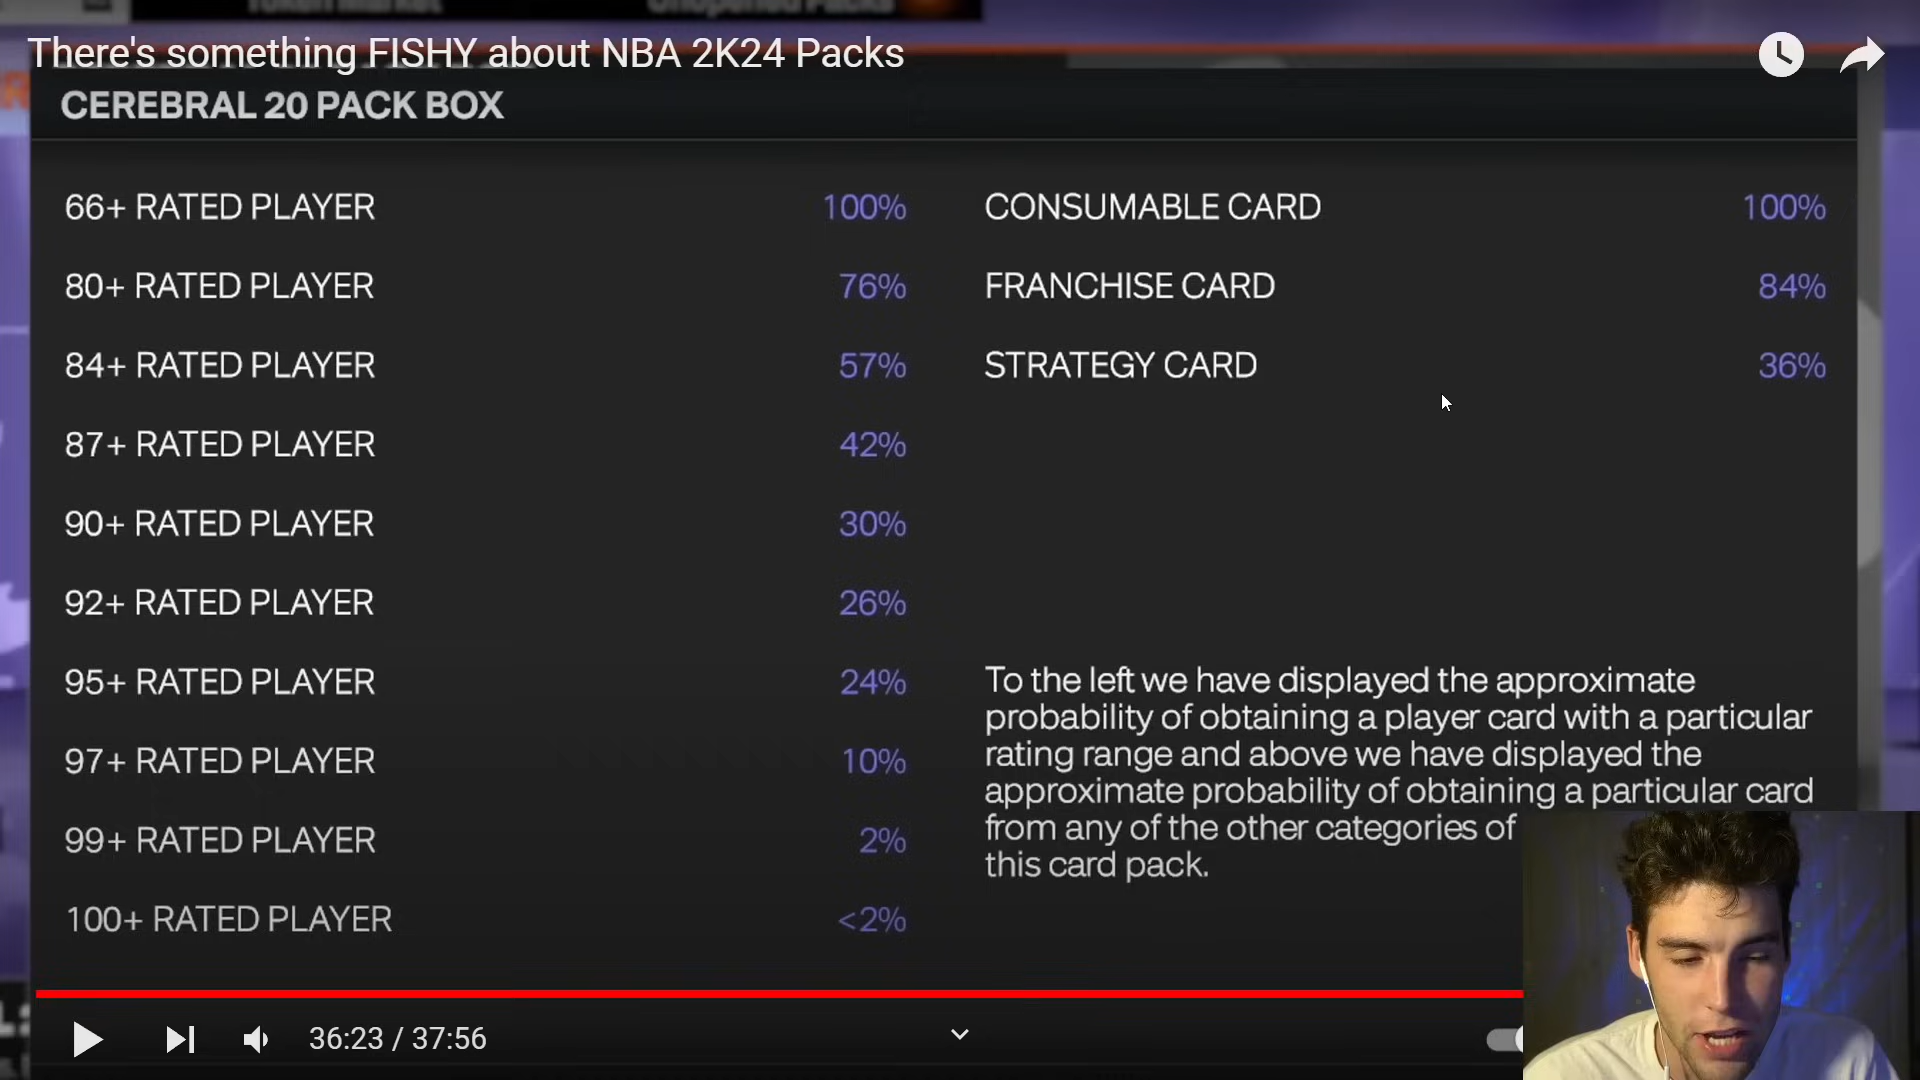 Token Market
Unopened Packs
There's something FISHY about NBA 2K24 Packs
CEREBRAL 20 PACK BOX
66+ RATED PLAYER 100%
80+ RATED PLAYER 76%
84+ RATED PLAYER 57%
87+ RATED PLAYER 42%
90+ RATED PLAYER 30%
92+ RATED PLAYER 26%
95+ RATED PLAYER 24%
97+ RATED PLAYER 10%
99+ RATED PLAYER 2%
100+ RATED PLAYER <2%
CONSUMABLE CARD 100%
FRANCHISE CARD 84%
STRATEGY CARD 36%
To the left we have displayed the approximate
probability of obtaining a player card with a particular
rating range and above we have displayed the
approximate probability of obtaining a particular card
from any of the other categories of
this card pack.
36:23 / 37:56